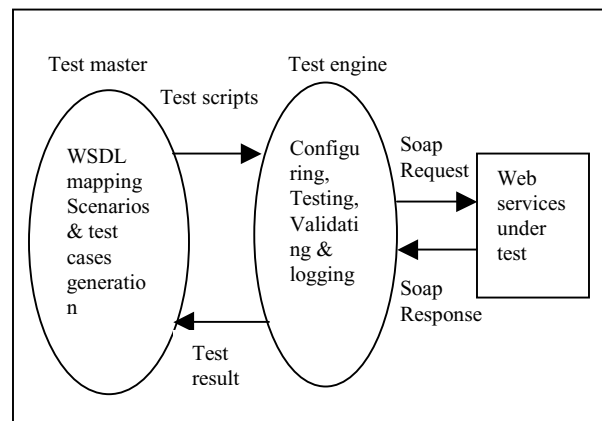 Test master
Test engine
Test scripts
WSDL
mapping
Scenarios
& test
cases
generatio
n
Configu
ring,
Testing,
Validati
ng &
logging
Soap
Request
Web
services
under
test
Soap
Response
Test
result